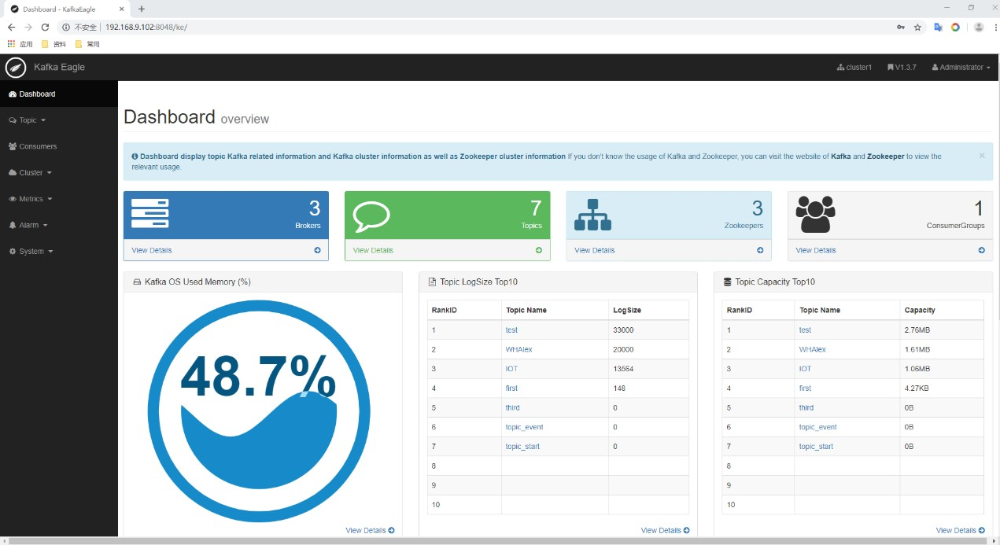 Dashboard - KafkaEagle
不安全 192.168.9.102:8048/ke/
应用 资料 常用
Kafka Eagle
cluster1 V1.3.7 Administrator
Dashboard
Topic
Consumers
Cluster
Metrics
Alarm
System
Dashboard overview
Dashboard display topic Kafka related information and Kafka cluster information as well as Zookeeper cluster information If you don't know the usage of Kafka and Zookeeper, you can visit the website of Kafka and Zookeeper to view the
relevant usage.
3
Brokers
View Details
7
Topics
View Details
3
Zookeepers
View Details
1
ConsumerGroups
View Details
Kafka OS Used Memory (%)
48.7%
View Details
Topic LogSize Top10
RankID Topic Name LogSize
1 test 33000
2 WHAlex 20000
3 IOT 13564
4 first 148
5 third 0
6 topic_event 0
7 topic_start 0
8
9
10
View Details
Topic Capacity Top10
RankID Topic Name Capacity
1 test 2.76MB
2 WHAlex 1.61MB
3 IOT 1.06MB
4 first 4.27KB
5 third 0B
6 topic_event 0B
7 topic_start 0B
8
9
10
View Details